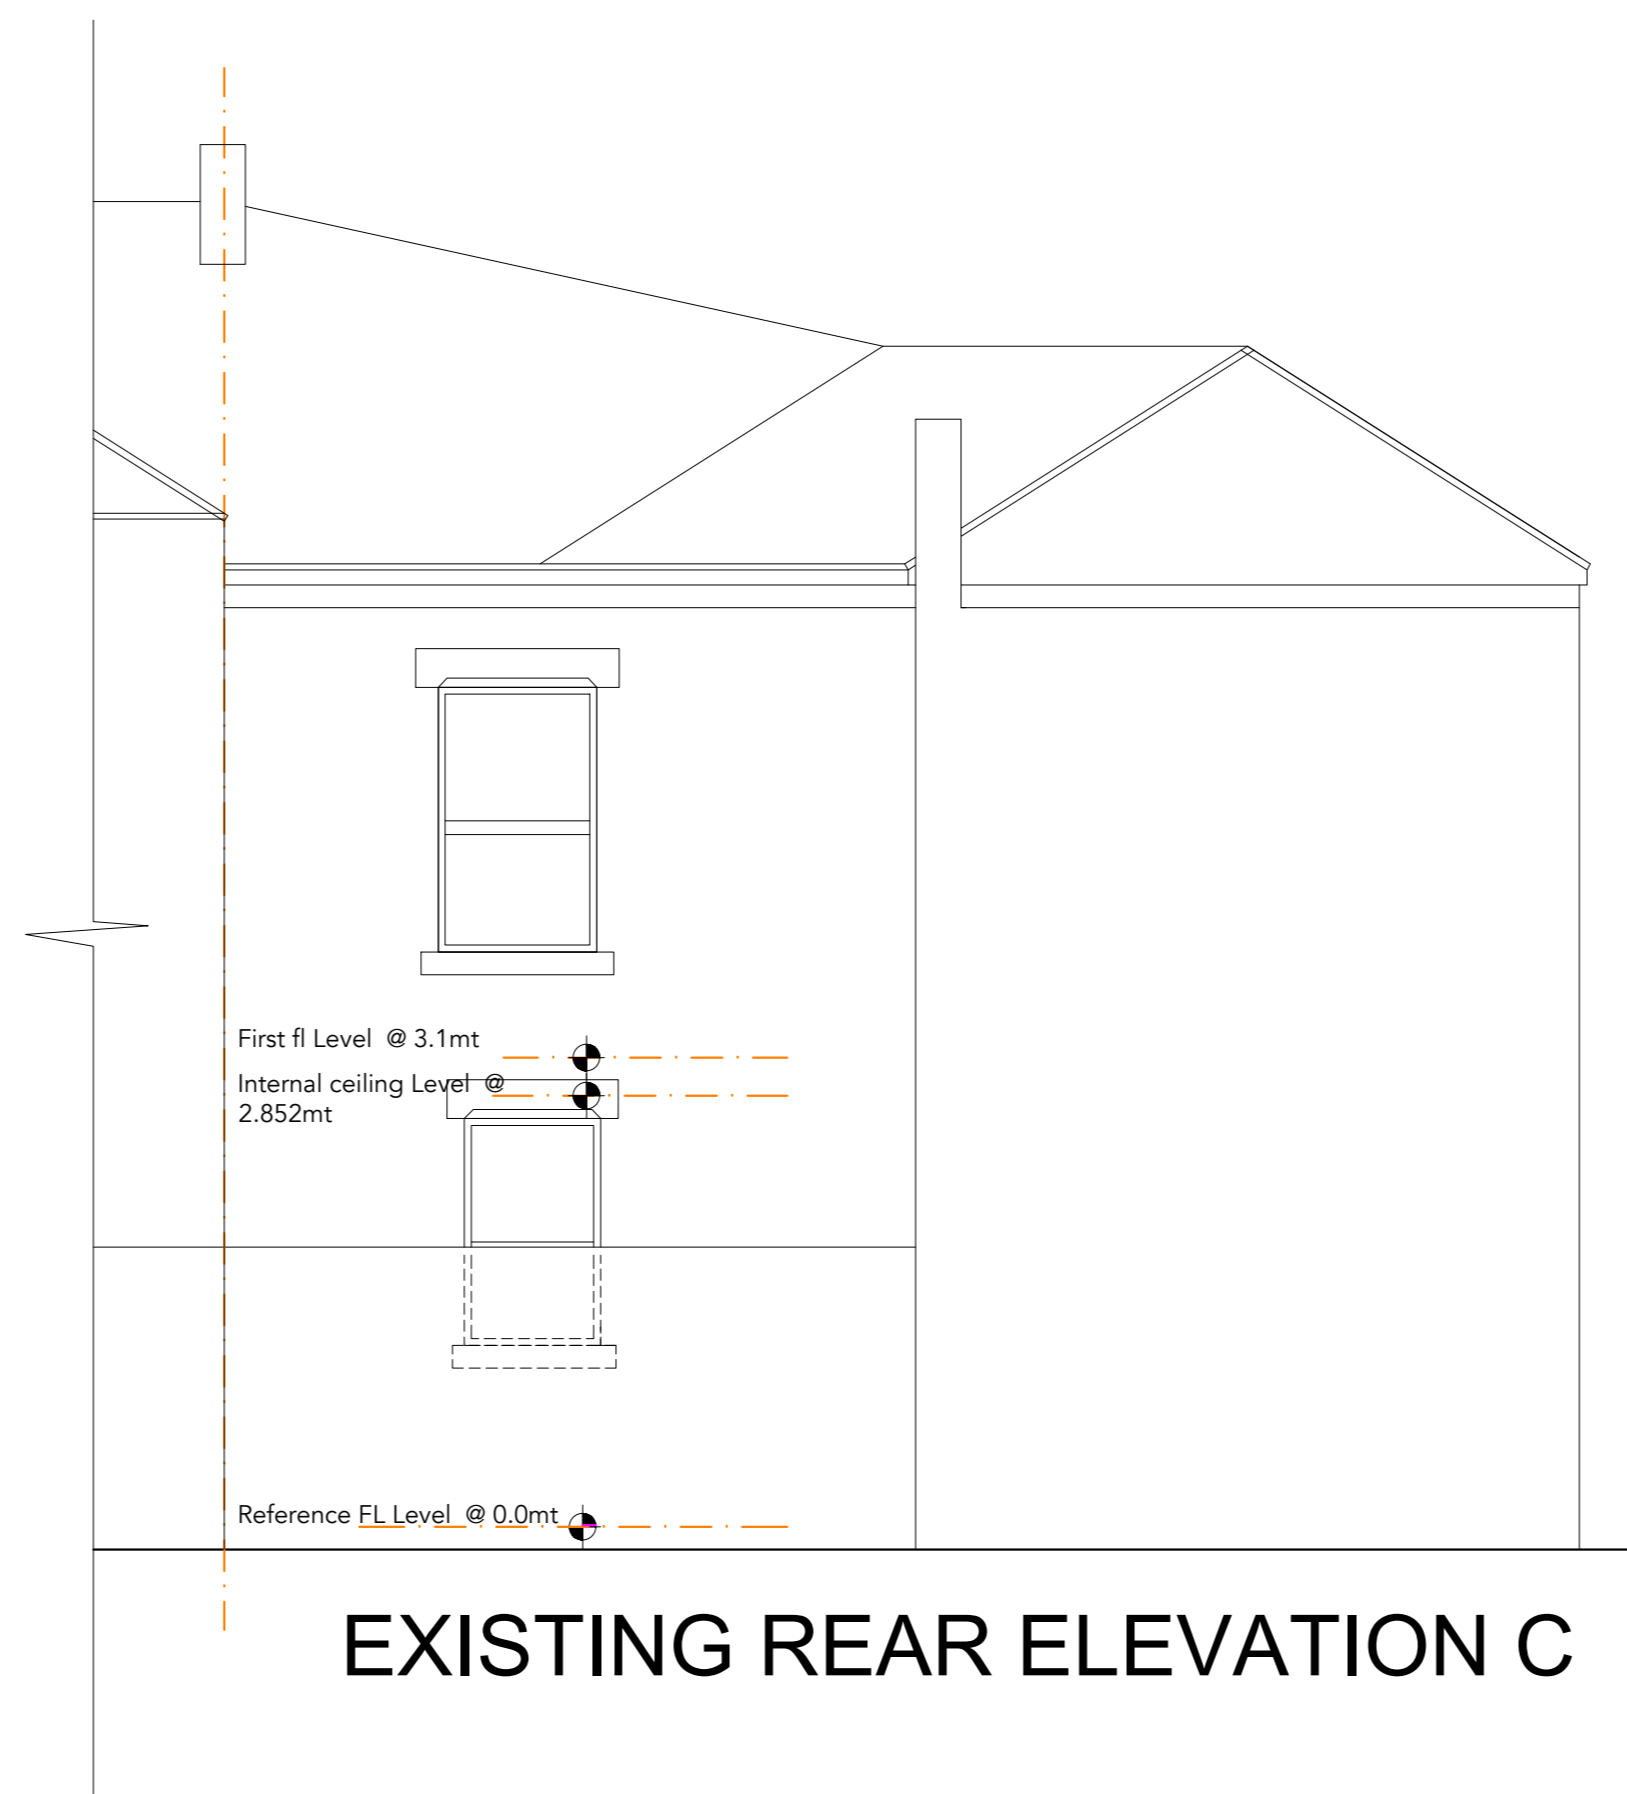 First fl Level @ 3.1mt
Internal ceiling Level @
2.852mt
Reference FL Level @ 0.0mt
EXISTING REAR ELEVATION C